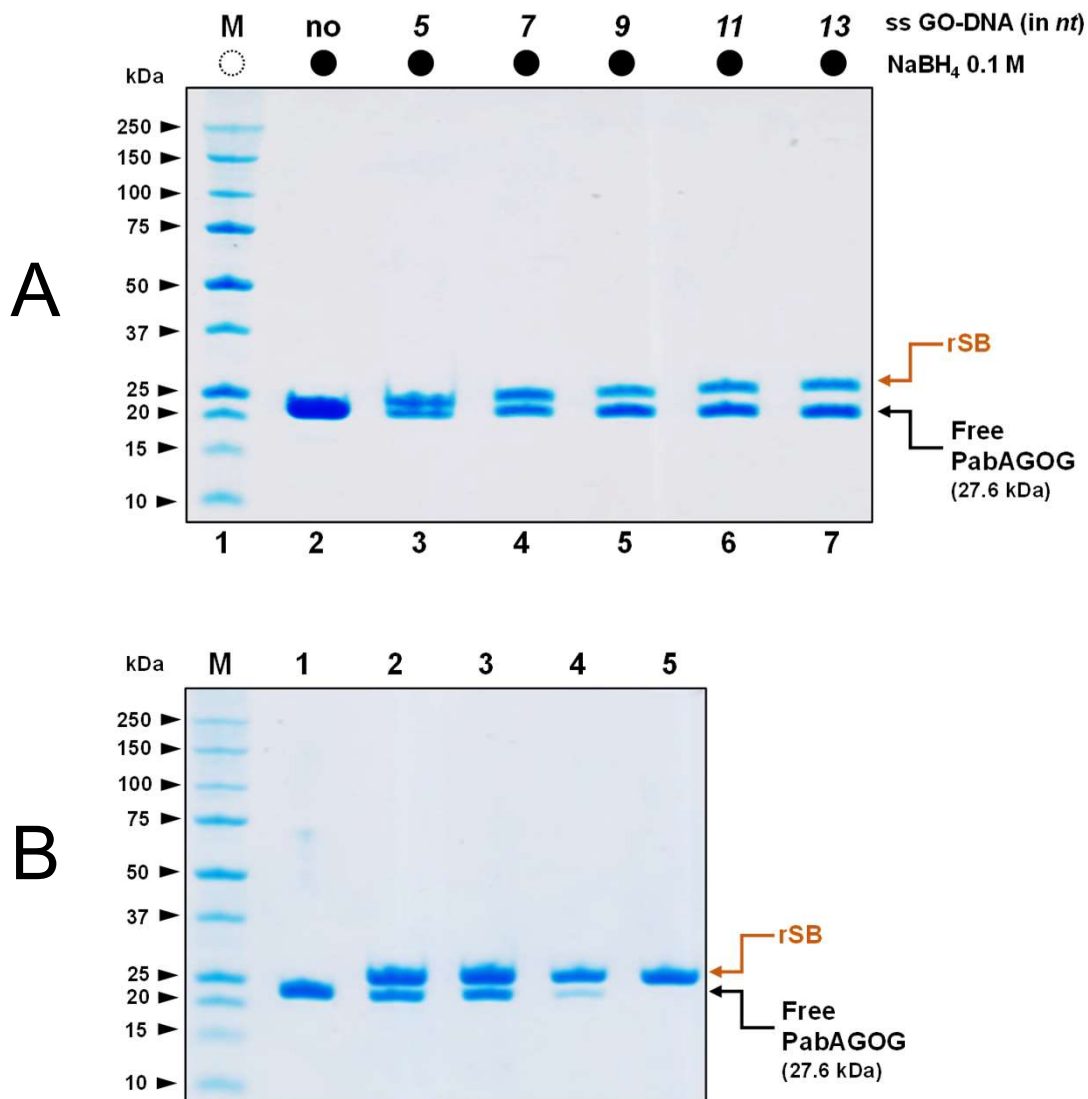 M no 5 7 9 11 13 ss GO-DNA (in nt)
kDa NaBH4 0.1 M
250
150
100
75
50
37
25
20
15
10
rSB
Free
PabAGOG
(27.6 kDa)
1 2 3 4 5 6 7
A
kDa M 1 2 3 4 5
250
150
100
75
50
37
25
20
15
10
rSB
Free
PabAGOG
(27.6 kDa)
B